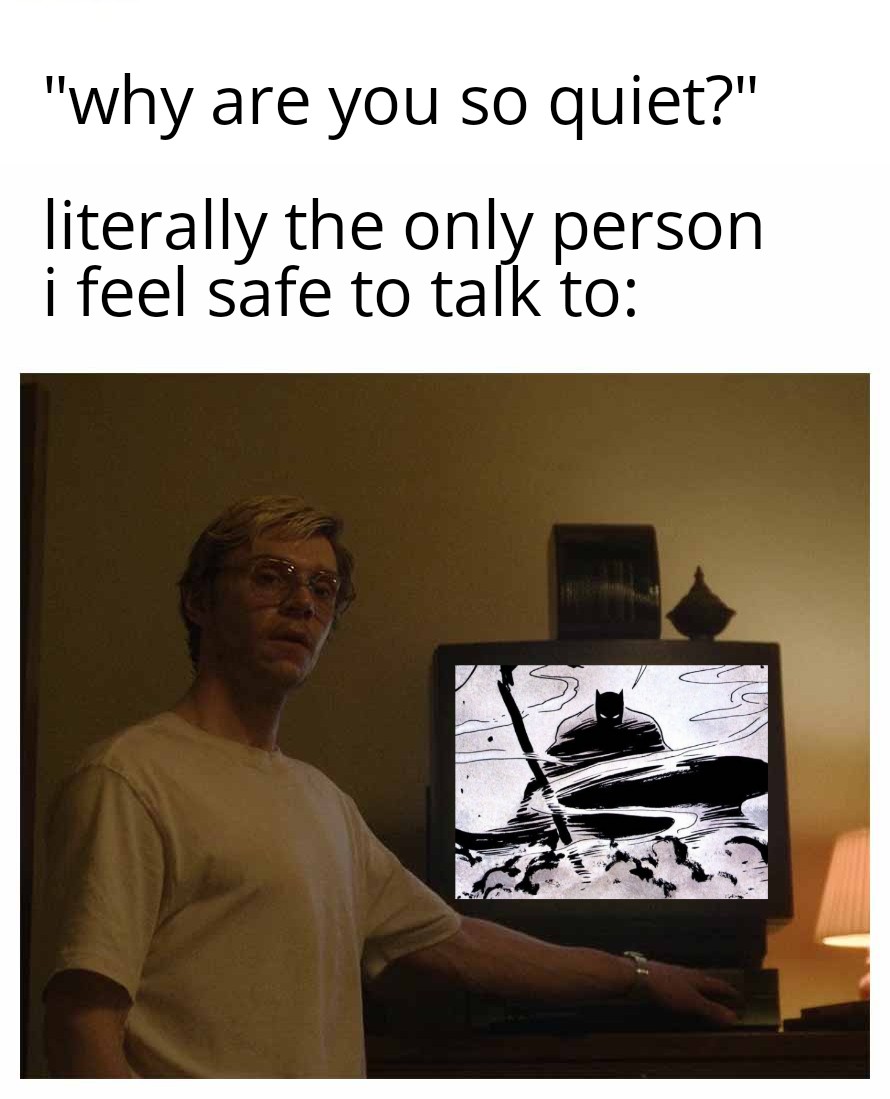 "why are you so quiet?"
literally the only person
i feel safe to talk to: